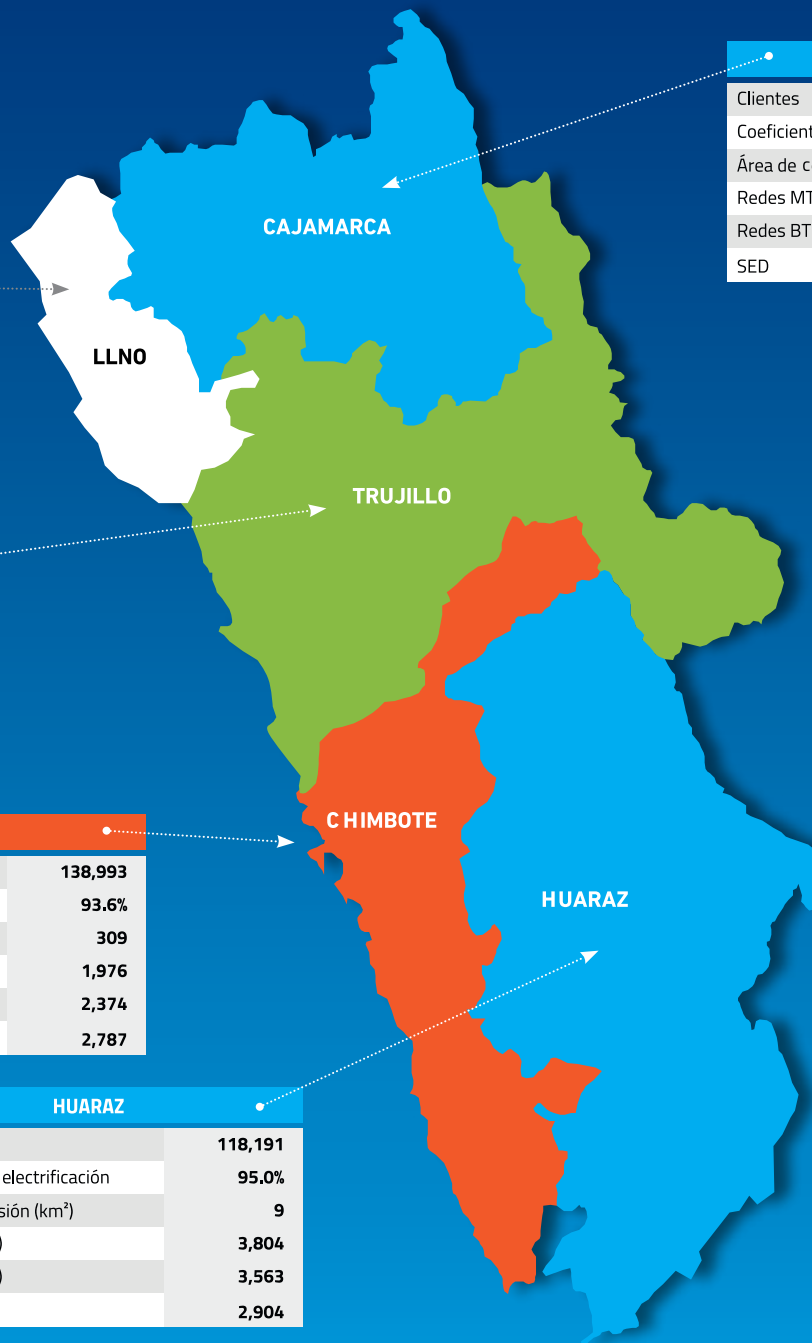 Clientes
Coeficient
Área de c
Redes MT
Redes BT
SED
CAJAMARCA
LLNO
TRUJILLO
C HIMBOTE
HUARAZ
138,993
93.6%
309
1,976
2,374
2,787
HUARAZ
118,191
electrificación 95.0%
sión (km²) 9
) 3,804
) 3,563
2,904